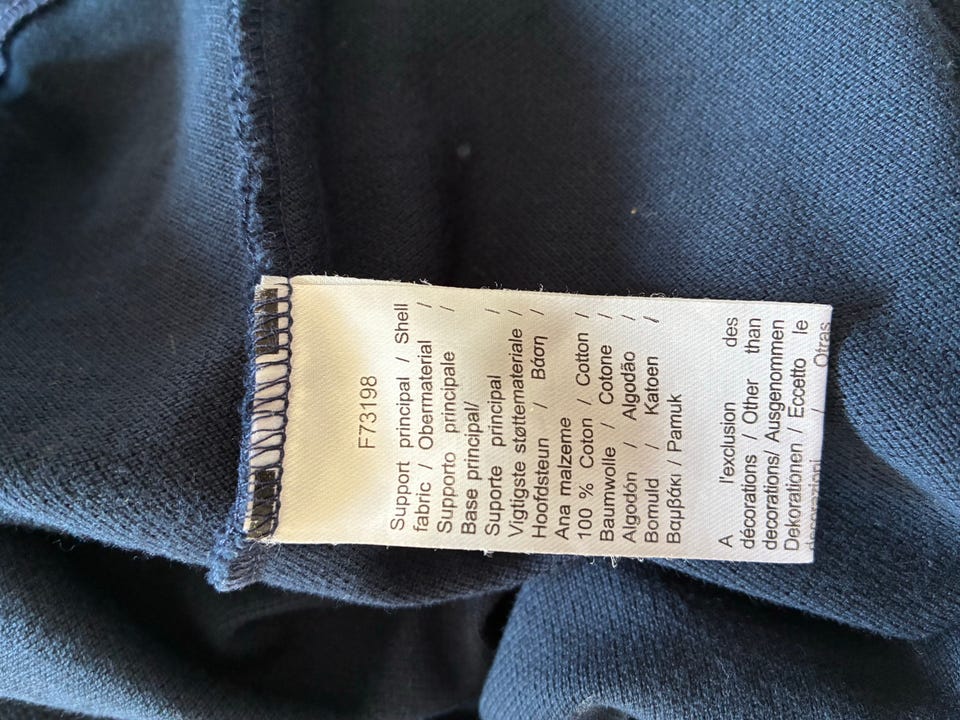 F73198
Support principal / Shell
fabric / Obermaterial /
Supporto principale /
Base principal/
Supporte principal /
Vigtigste støttemateriale /
Hoofdsteun / Βάση /
Ana malzeme
100 % Coton / Cotton /
Baumwolle / Cotone /
Algodón / Algodão /
Bomuld / Katoen /
Βαμβάκι / Pamuk
A l'exclusion des
décorations / Other than
decorations/ Ausgenommen
Dekorationen / Eccetto le
/ Otras